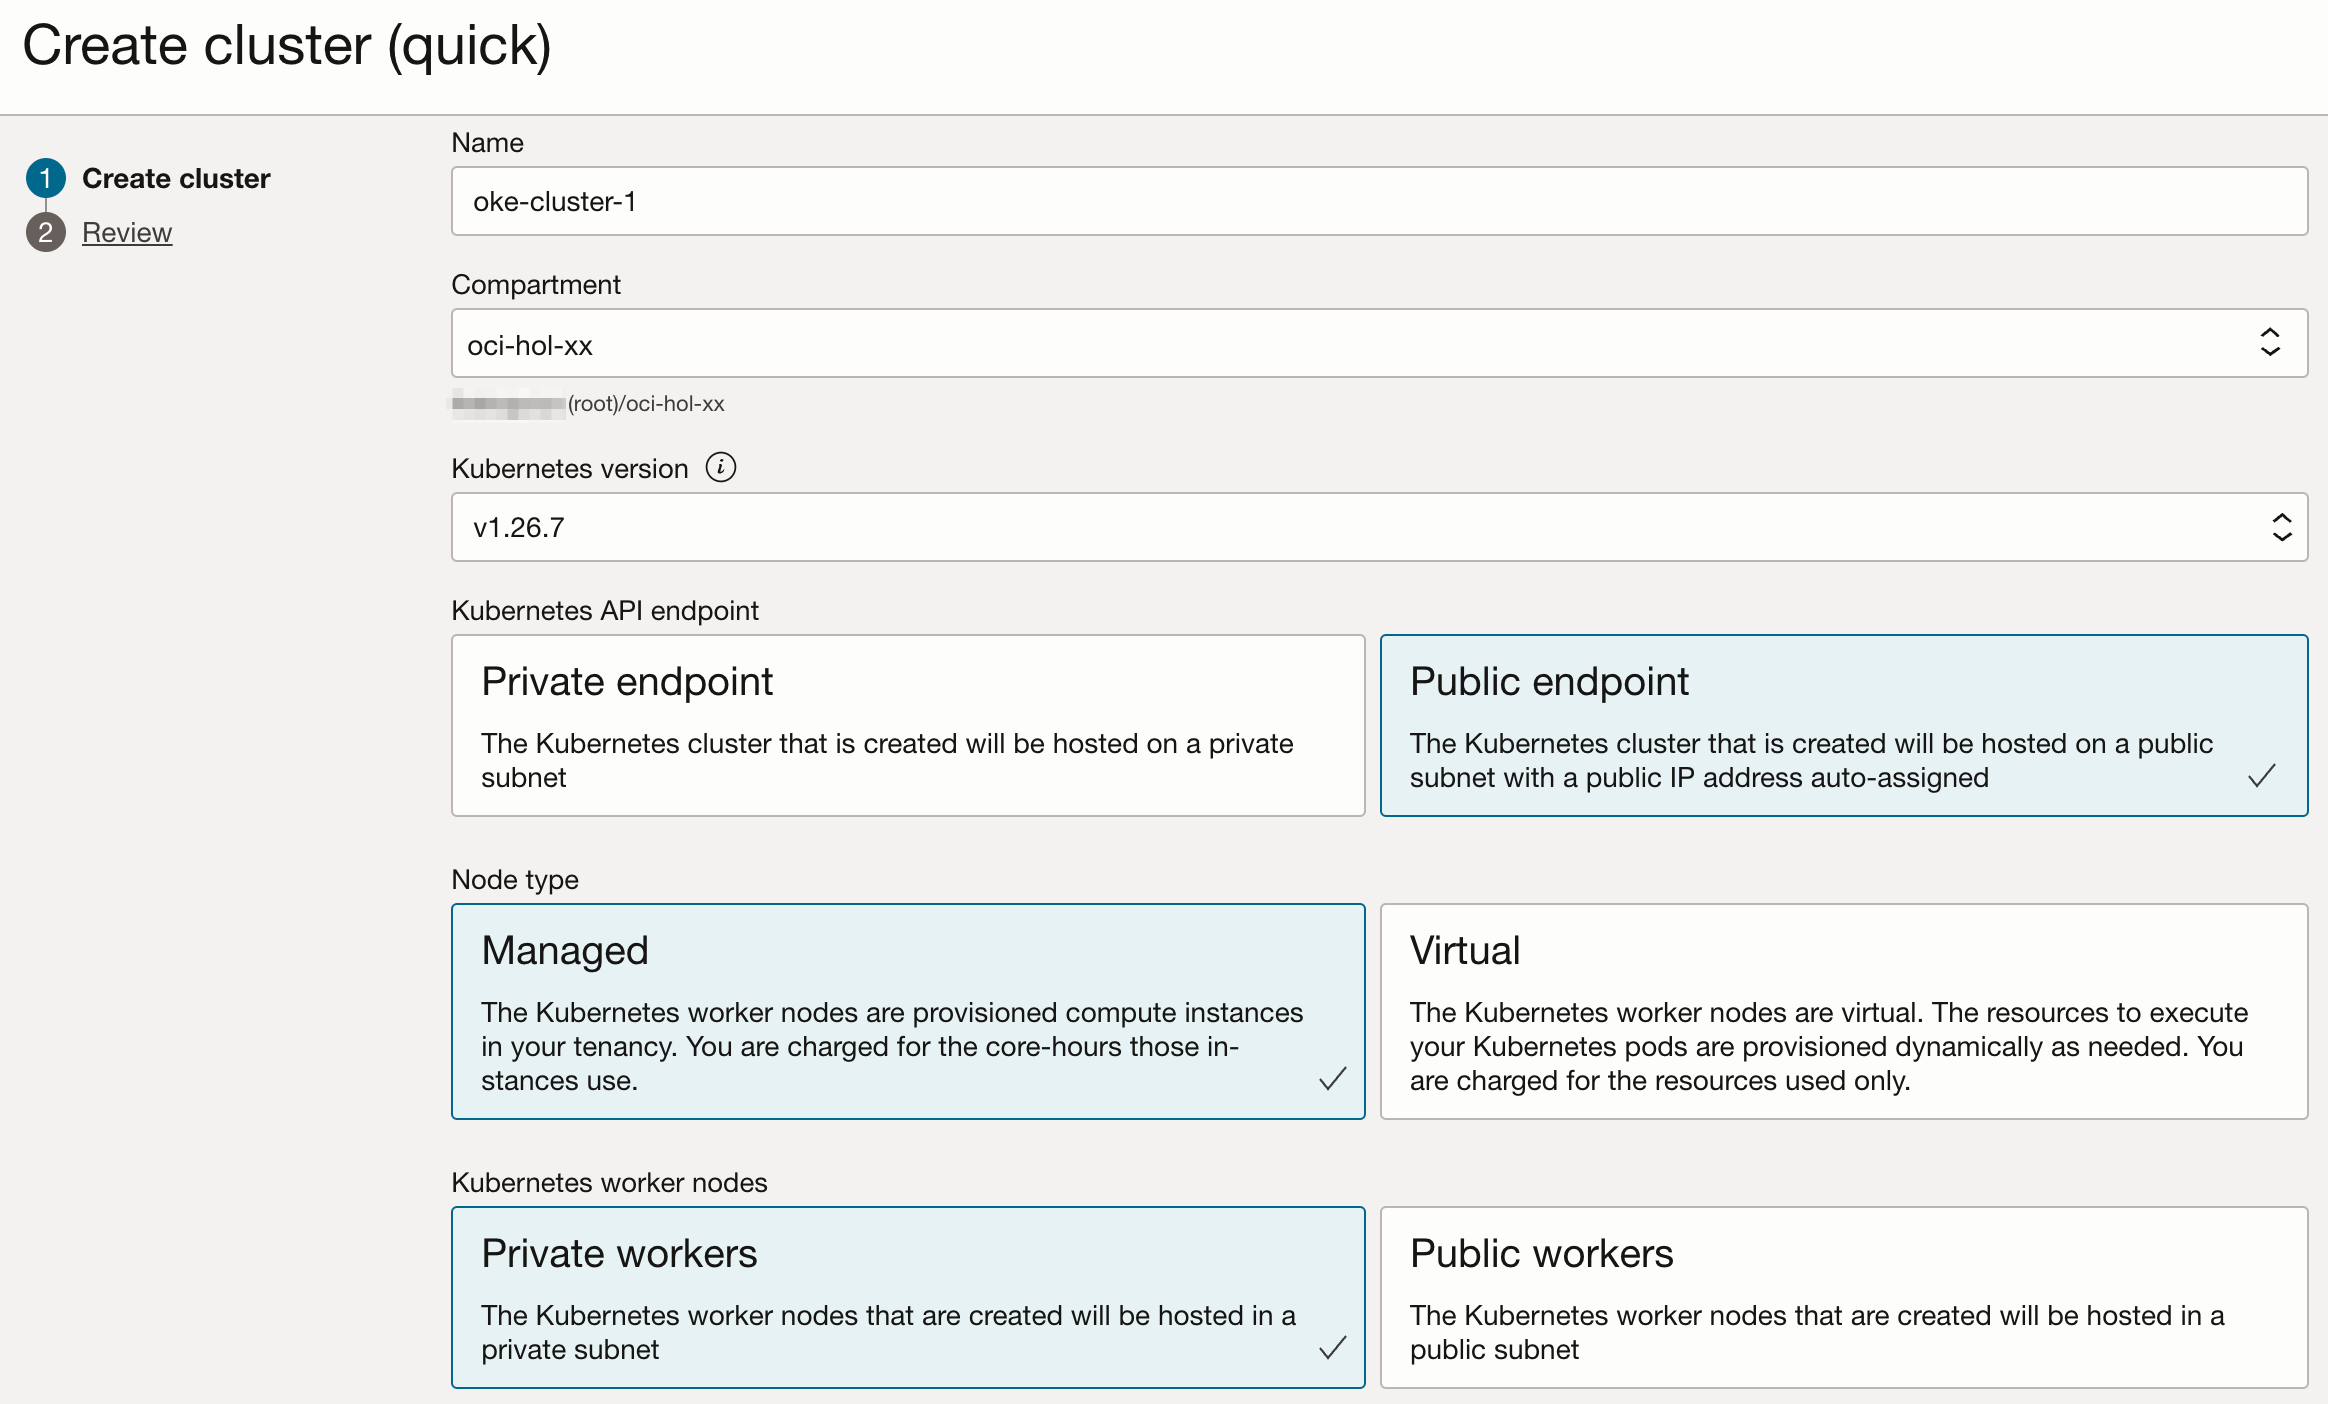 Create cluster (quick)
1 Create cluster
2 Review
Name
oke-cluster-1
Compartment
oci-hol-xx
(root)/oci-hol-xx
Kubernetes version i
v1.26.7
Kubernetes API endpoint
Private endpoint
The Kubernetes cluster that is created will be hosted on a private
subnet
Public endpoint
The Kubernetes cluster that is created will be hosted on a public
subnet with a public IP address auto-assigned
Node type
Managed
The Kubernetes worker nodes are provisioned compute instances
in your tenancy. You are charged for the core-hours those in-
stances use.
Virtual
The Kubernetes worker nodes are virtual. The resources to execute
your Kubernetes pods are provisioned dynamically as needed. You
are charged for the resources used only.
Kubernetes worker nodes
Private workers
The Kubernetes worker nodes that are created will be hosted in a
private subnet
Public workers
The Kubernetes worker nodes that are created will be hosted in a
public subnet